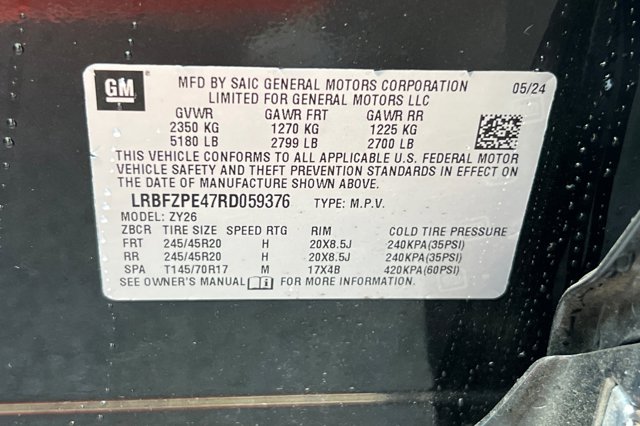 GM
MFD BY SAIC GENERAL MOTORS CORPORATION 05/24
LIMITED FOR GENERAL MOTORS LLC
GVWR GAWR FRT GAWR RR
2350 KG 1270 KG 1225 KG
5180 LB 2799 LB 2700 LB
THIS VEHICLE CONFORMS TO ALL APPLICABLE U.S. FEDERAL MOTOR
VEHICLE SAFETY AND THEFT PREVENTION STANDARDS IN EFFECT ON
THE DATE OF MANUFACTURE SHOWN ABOVE.
LRBFZPE47RD059376 TYPE: M.P.V.
MODEL: ZY26
ZBCR TIRE SIZE SPEED RTG RIM COLD TIRE PRESSURE
FRT 245/45R20 H 20X8.5J 240KPA(35PSI)
RR 245/45R20 H 20X8.5J 240KPA(35PSI)
SPA T145/70R17 M 17X4B 420KPA(60PSI)
SEE OWNER'S MANUAL FOR MORE INFORMATION.